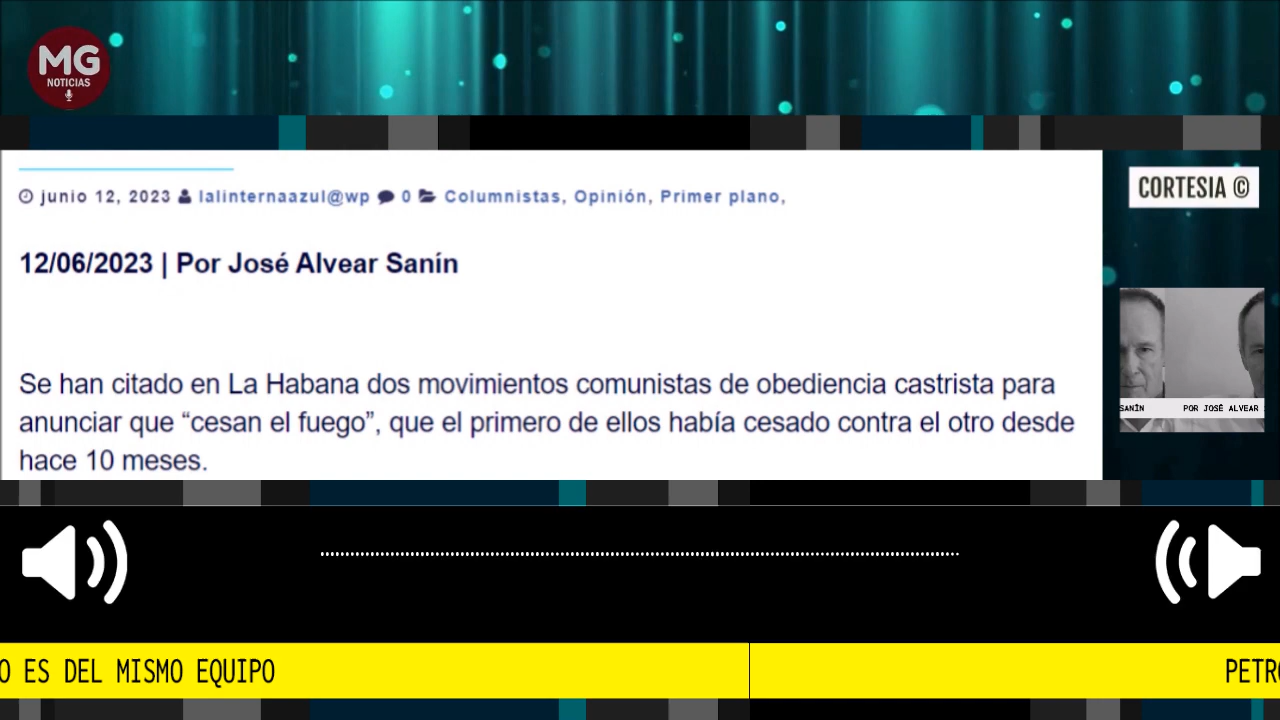 MG
NOTICIAS
junio 12, 2023 lalinternaazul@wp 0 Columnistas, Opinión, Primer plano,
CORTESIA ©
12/06/2023 | Por José Alvear Sanín
Se han citado en La Habana dos movimientos comunistas de obediencia castrista para
anunciar que “cesan el fuego”, que el primero de ellos había cesado contra el otro desde
hace 10 meses.
SANÍN POR JOSÉ ALVEAR
O ES DEL MISMO EQUIPO
PETRO